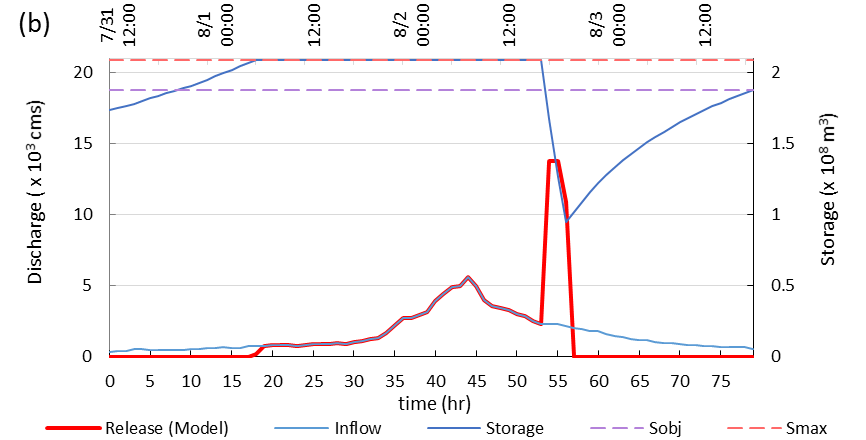 (b)
7/31 12:00 8/1 00:00 12:00 8/2 00:00 12:00 8/3 00:00 12:00
20 2
15 1.5
10 1
5 0.5
0 0
Discharge ( x 10³ cms)
Storage (x 10⁸ m³)
0 5 10 15 20 25 30 35 40 45 50 55 60 65 70 75
time (hr)
Release (Model) Inflow Storage Sobj Smax